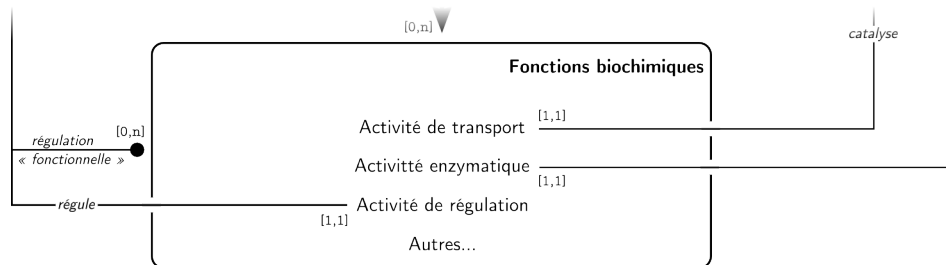 [0,n]
catalyse
Fonctions biochimiques
[1,1]
Activité de transport
[0,n]
régulation
« fonctionnelle »
Activitté enzymatique
[1,1]
régule
Activité de régulation
[1,1]
Autres...